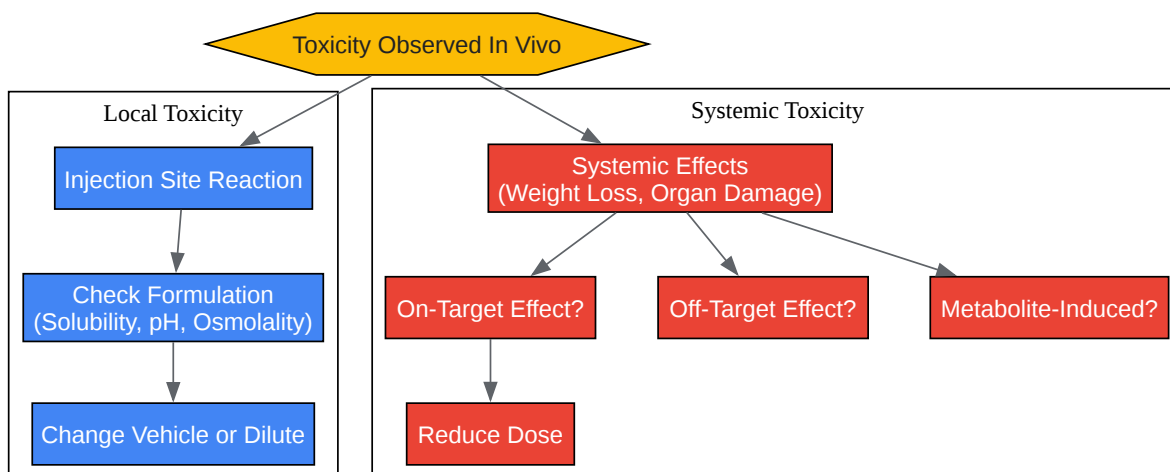 Toxicity Observed In Vivo
Local Toxicity
Injection Site Reaction
Check Formulation
(Solubility, pH, Osmolality)
Change Vehicle or Dilute
Systemic Toxicity
Systemic Effects
(Weight Loss, Organ Damage)
On-Target Effect?
Off-Target Effect?
Metabolite-Induced?
Reduce Dose